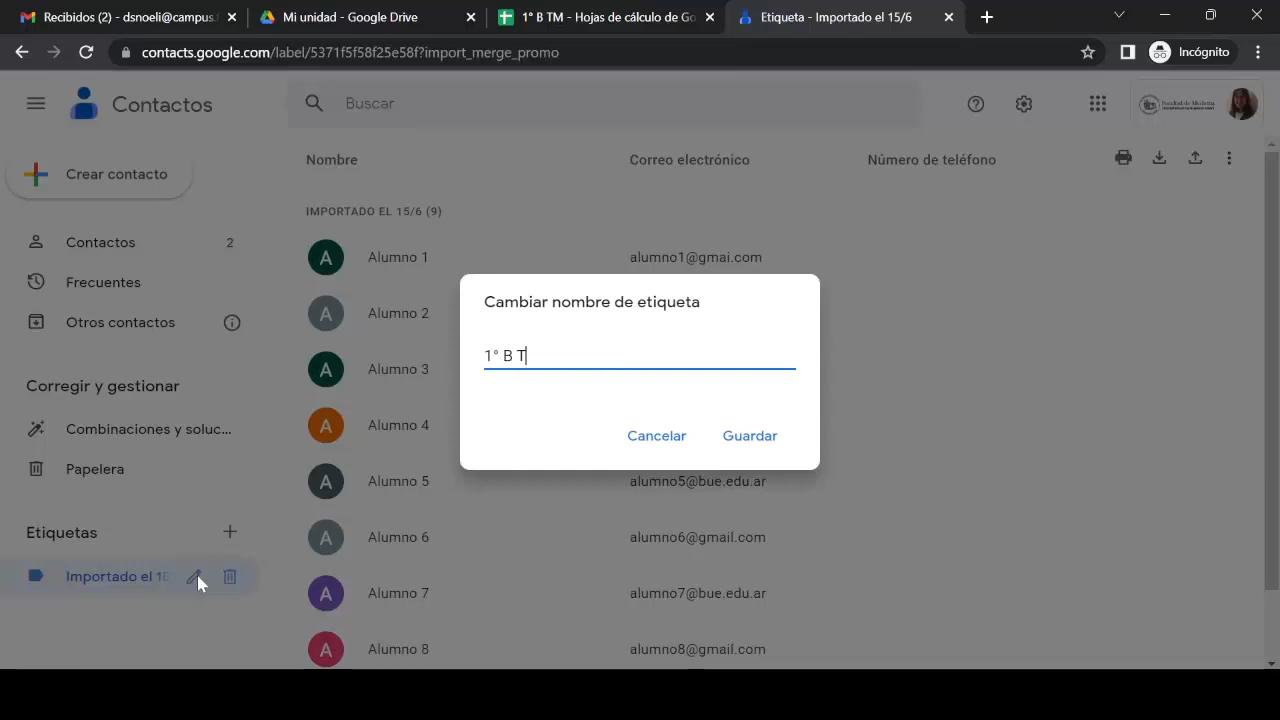 Recibidos (2) - dsnoeli@campus.
Mi unidad - Google Drive
1° B TM - Hojas de cálculo de Go
Etiqueta - Importado el 15/6
contacts.google.com/label/5371f5f58f25e58f?import_merge_promo
Incógnito
Contactos
Buscar
Facultad de Medicina
Crear contacto
Nombre
Correo electrónico
Número de teléfono
IMPORTADO EL 15/6 (9)
Contactos
2
Frecuentes
Otros contactos
Corregir y gestionar
Combinaciones y soluc...
Papelera
Etiquetas
Importado el 1
A
Alumno 1
alumno1@gmai.com
A
Alumno 2
A
Alumno 3
A
Alumno 4
A
Alumno 5
alumno5@bue.edu.ar
A
Alumno 6
alumno6@gmail.com
A
Alumno 7
alumno7@bue.edu.ar
A
Alumno 8
alumno8@gmail.com
Cambiar nombre de etiqueta
1° B T
Cancelar
Guardar